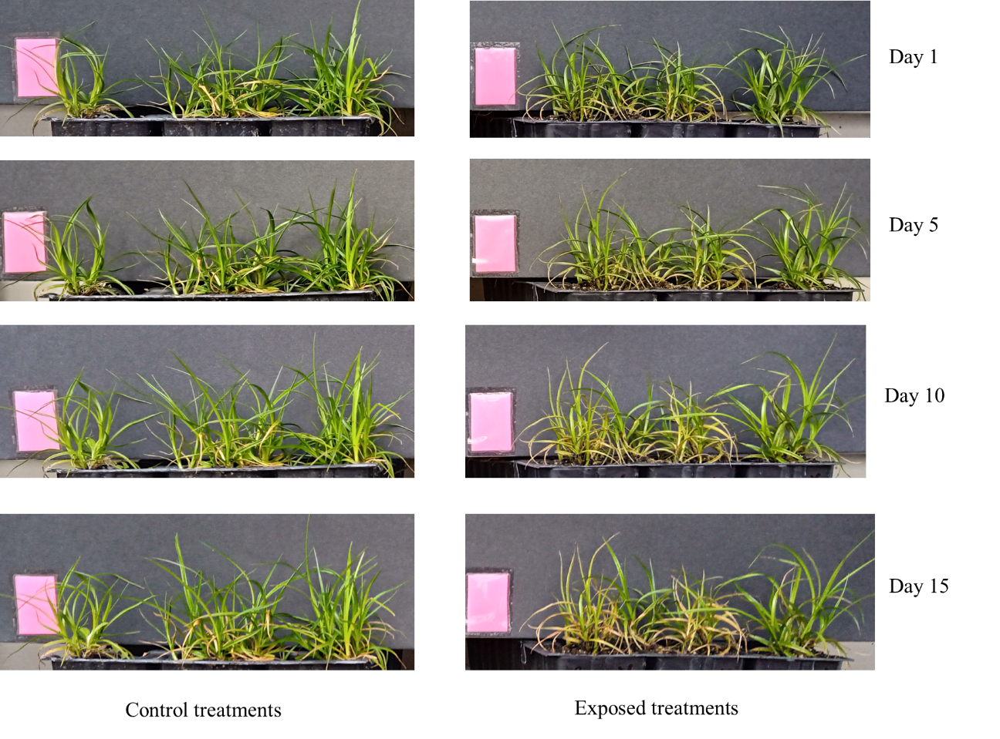 Day 1
Day 5
Day 10
Day 15
Control treatments
Exposed treatments